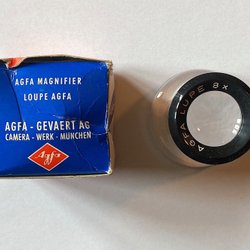 AGFA MAGNIFIER
LOUPE AGFA
AGFA - GEVAERT AG
CAMERA - WERK - MÜNCHEN
Agfa
AGFA LUPE 8x